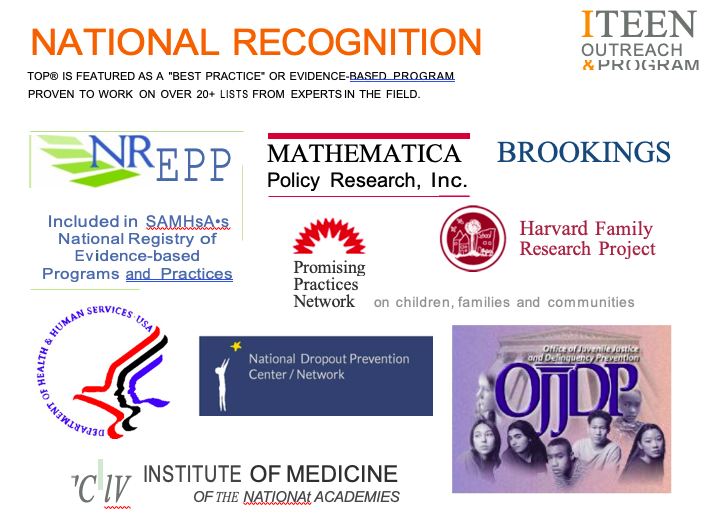 NATIONAL RECOGNITION
TOP® IS FEATURED AS A "BEST PRACTICE" OR EVIDENCE-BASED PROGRAM
PROVEN TO WORK ON OVER 20+ LISTS FROM EXPERTS IN THE FIELD.
ITEEN
OUTREACH
&PROGRAM
NREPP
Included in SAMHsA•s
National Registry of
Evidence-based
Programs and Practices
MATHEMATICA
Policy Research, Inc.
BROOKINGS
Promising
Practices
Network on children, families and communities
Harvard Family
Research Project
DEPARTMENT OF HEALTH & HUMAN SERVICES·USA
National Dropout Prevention
Center / Network
Office of Juvenile Justice
and Delinquency Prevention
OJJDP
'C lV INSTITUTE OF MEDICINE
OF THE NATIONAt ACADEMIES